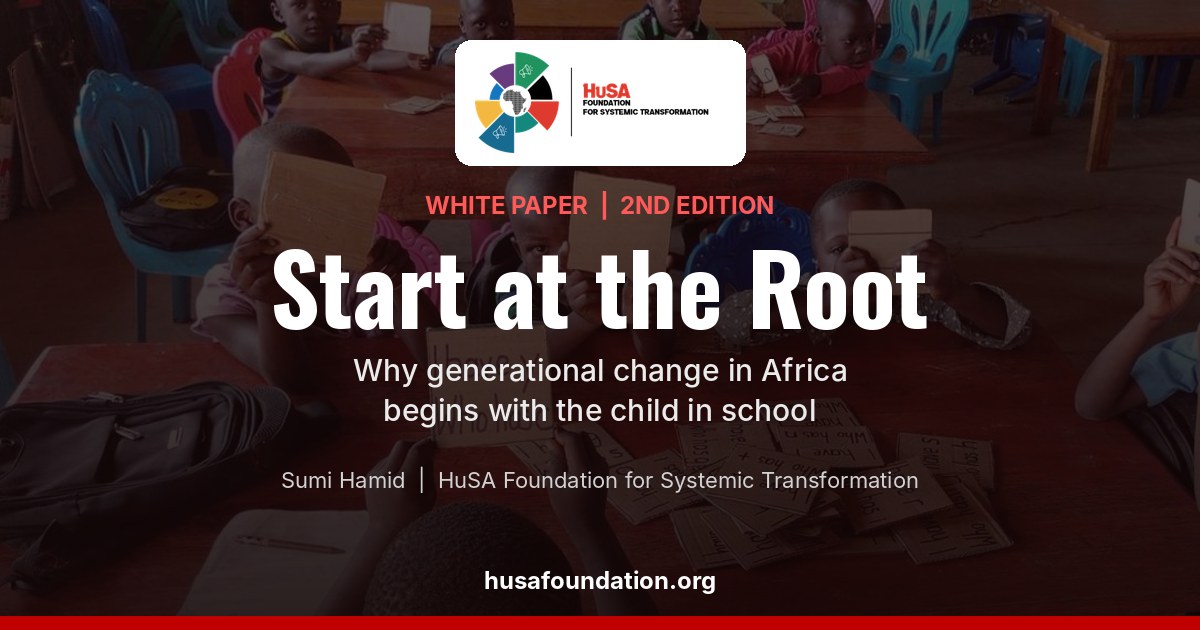 HuSA
FOUNDATION
FOR SYSTEMIC TRANSFORMATION
WHITE PAPER | 2ND EDITION
Start at the Root
Why generational change in Africa
begins with the child in school
Sumi Hamid | HuSA Foundation for Systemic Transformation
husafoundation.org